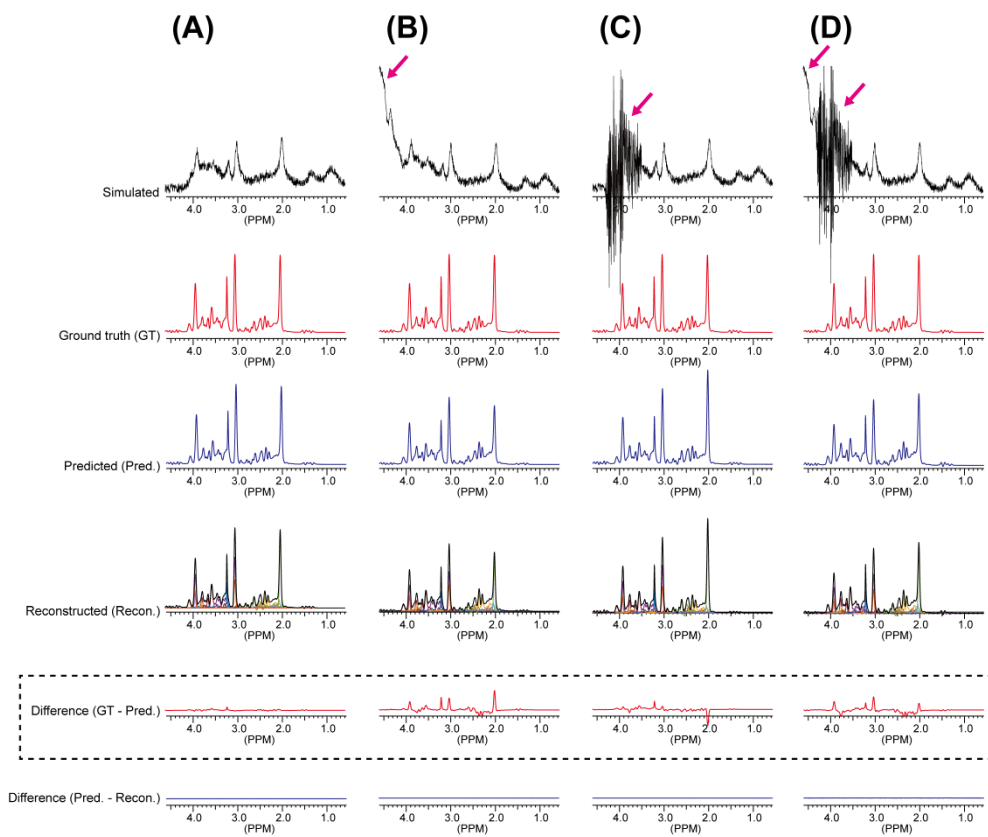 (A) (B) (C) (D)
Simulated
4.0 3.0 2.0 1.0 4.0 3.0 2.0 1.0 4.0 3.0 2.0 1.0 4.0 3.0 2.0 1.0
(PPM) (PPM) (PPM) (PPM)
Ground truth (GT)
4.0 3.0 2.0 1.0 4.0 3.0 2.0 1.0 4.0 3.0 2.0 1.0 4.0 3.0 2.0 1.0
(PPM) (PPM) (PPM) (PPM)
Predicted (Pred.)
4.0 3.0 2.0 1.0 4.0 3.0 2.0 1.0 4.0 3.0 2.0 1.0 4.0 3.0 2.0 1.0
(PPM) (PPM) (PPM) (PPM)
Reconstructed (Recon.)
4.0 3.0 2.0 1.0 4.0 3.0 2.0 1.0 4.0 3.0 2.0 1.0 4.0 3.0 2.0 1.0
(PPM) (PPM) (PPM) (PPM)
Difference (GT - Pred.)
4.0 3.0 2.0 1.0 4.0 3.0 2.0 1.0 4.0 3.0 2.0 1.0 4.0 3.0 2.0 1.0
(PPM) (PPM) (PPM) (PPM)
Difference (Pred. - Recon.)
4.0 3.0 2.0 1.0 4.0 3.0 2.0 1.0 4.0 3.0 2.0 1.0 4.0 3.0 2.0 1.0
(PPM) (PPM) (PPM) (PPM)